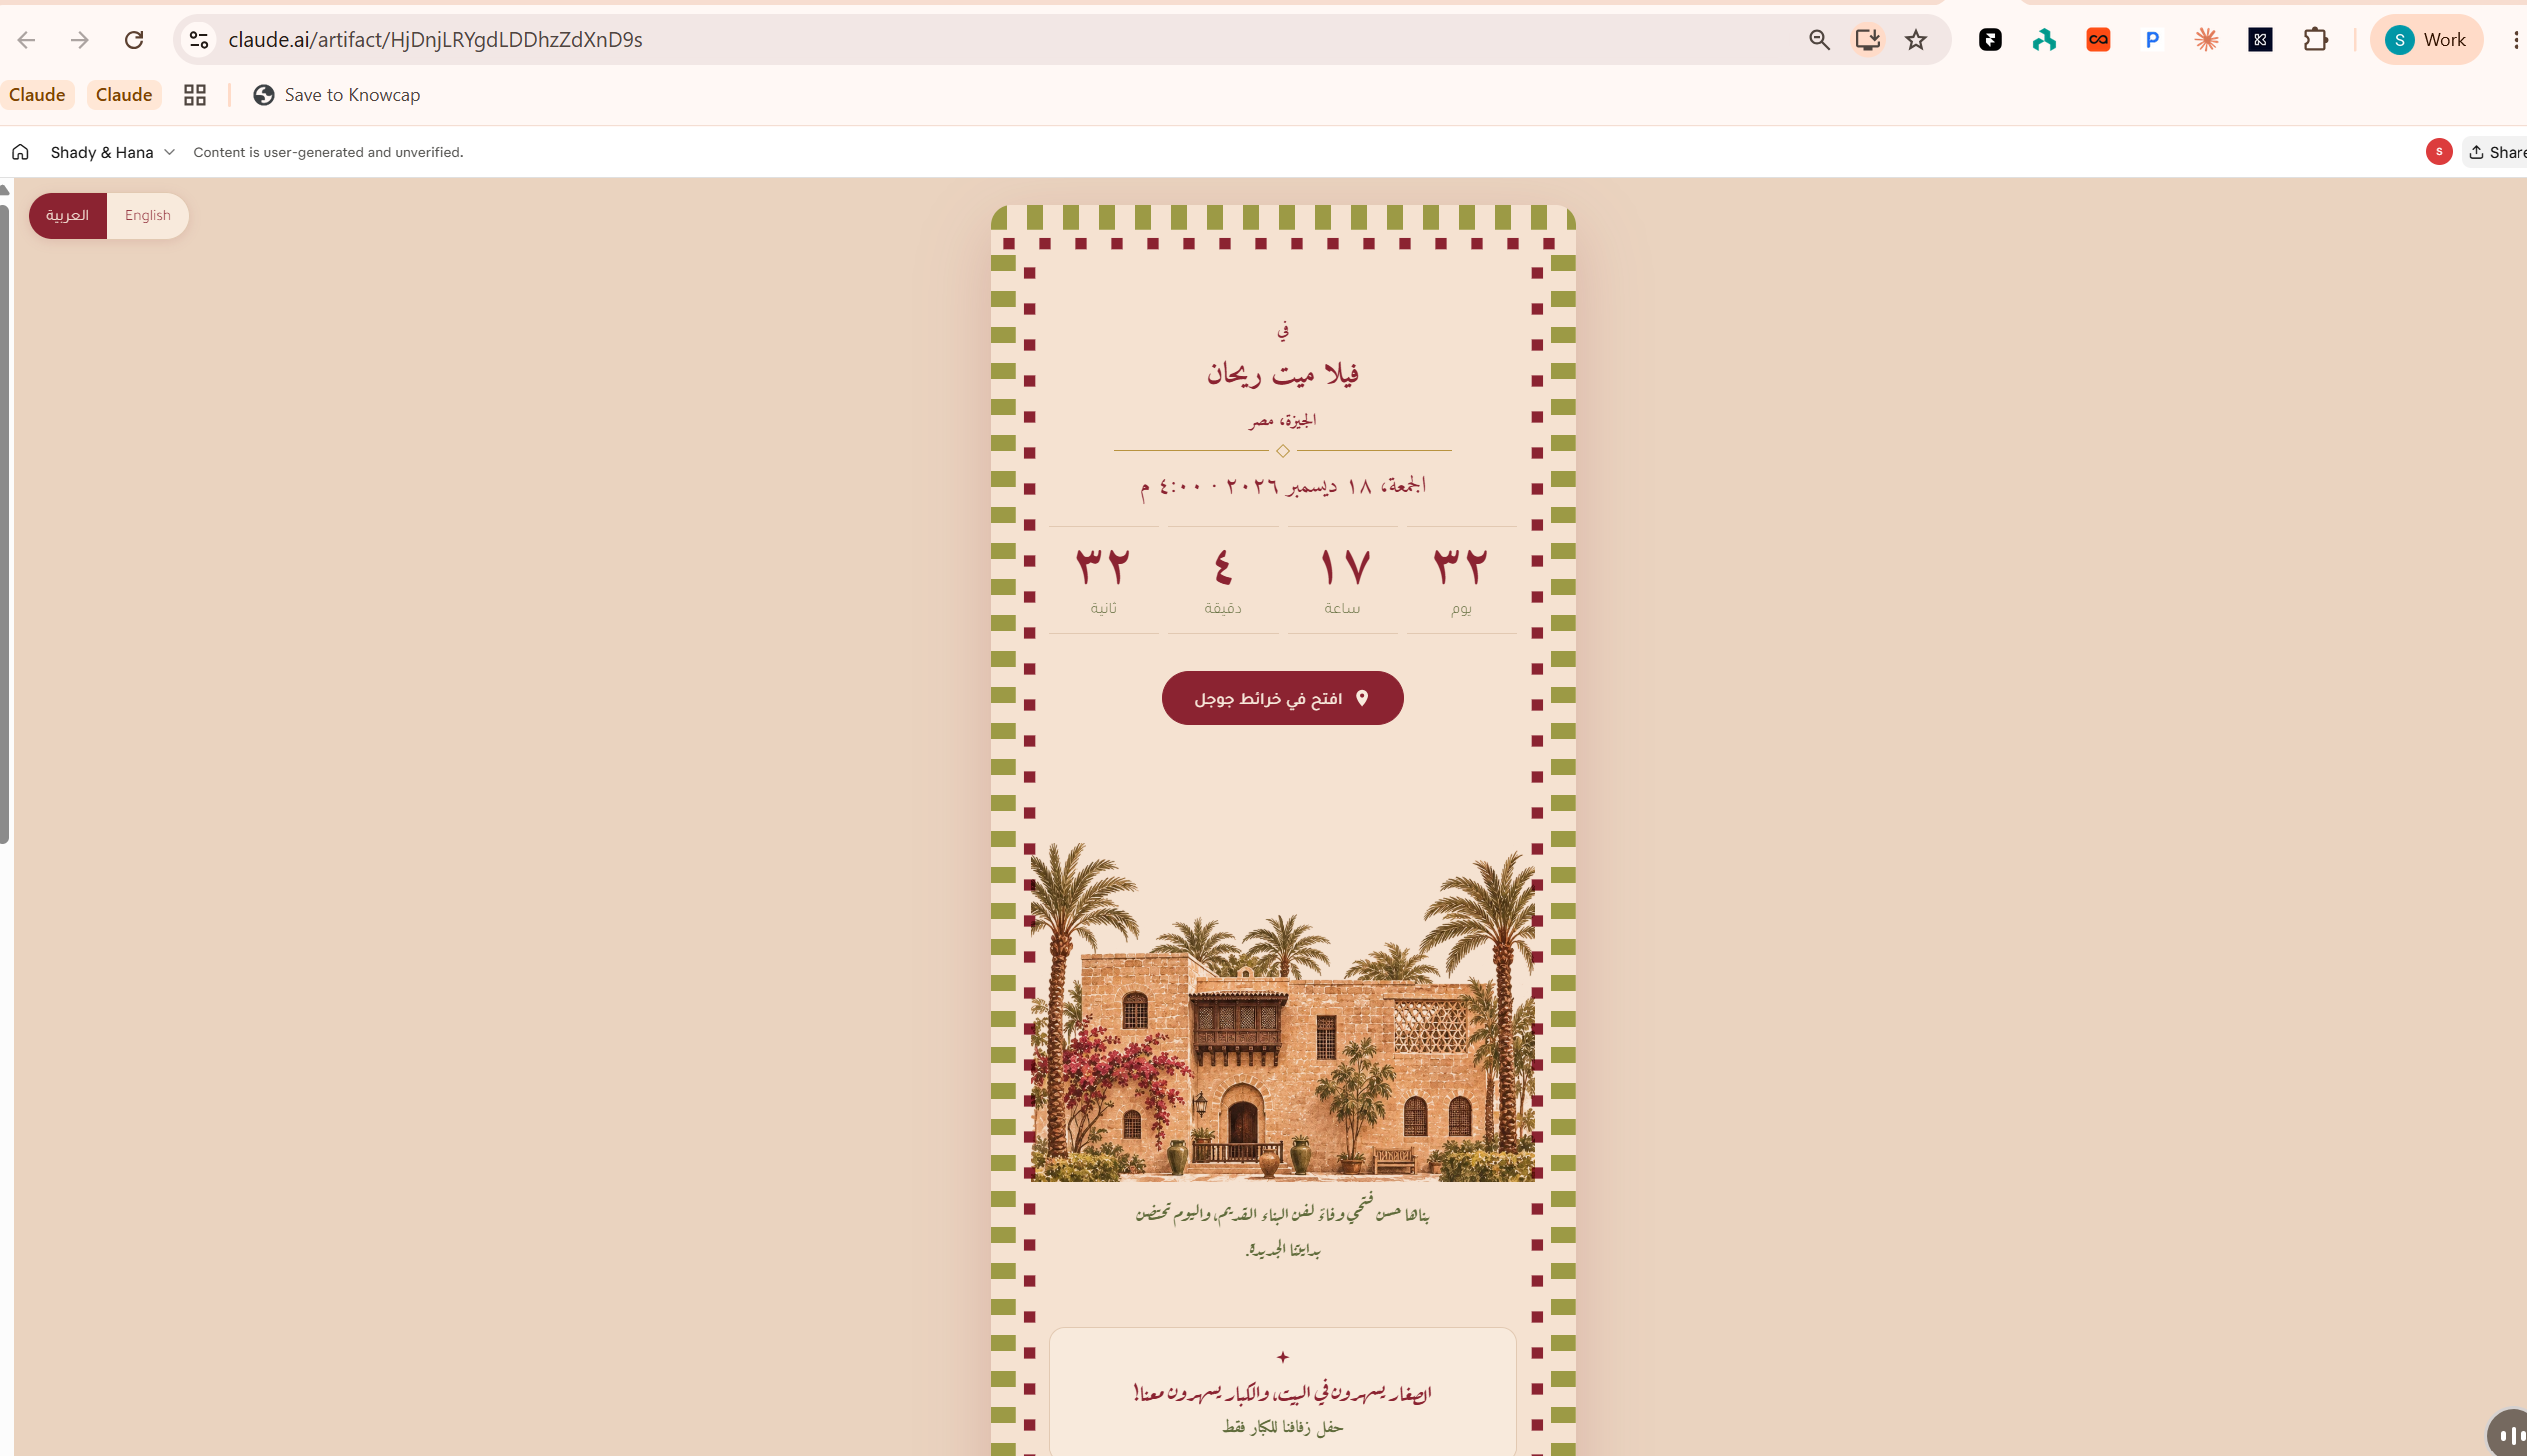 claude.ai/artifact/HjDnjLRYgdLDDhzZdXnD9s
S Work
Claude Claude Save to Knowcap
Shady & Hana Content is user-generated and unverified. S Share
العربية English
في
فيلا ميت ريحان
الجيزة، مصر
الجمعة، ١٨ ديسمبر ٢٠٢٦ · ٤:٠٠ م
٣٢ ١٧ ٤ ٣٢
يوم ساعة دقيقة ثانية
افتح في خرائط جوجل
بناها حسن فتحي وفاءً لفن البناء القديم، واليوم تحتضن
بدايتنا الجديدة.
الصغار يسهرون في البيت، والكبار يسهرون معنا!
حفل زفافنا للكبار فقط